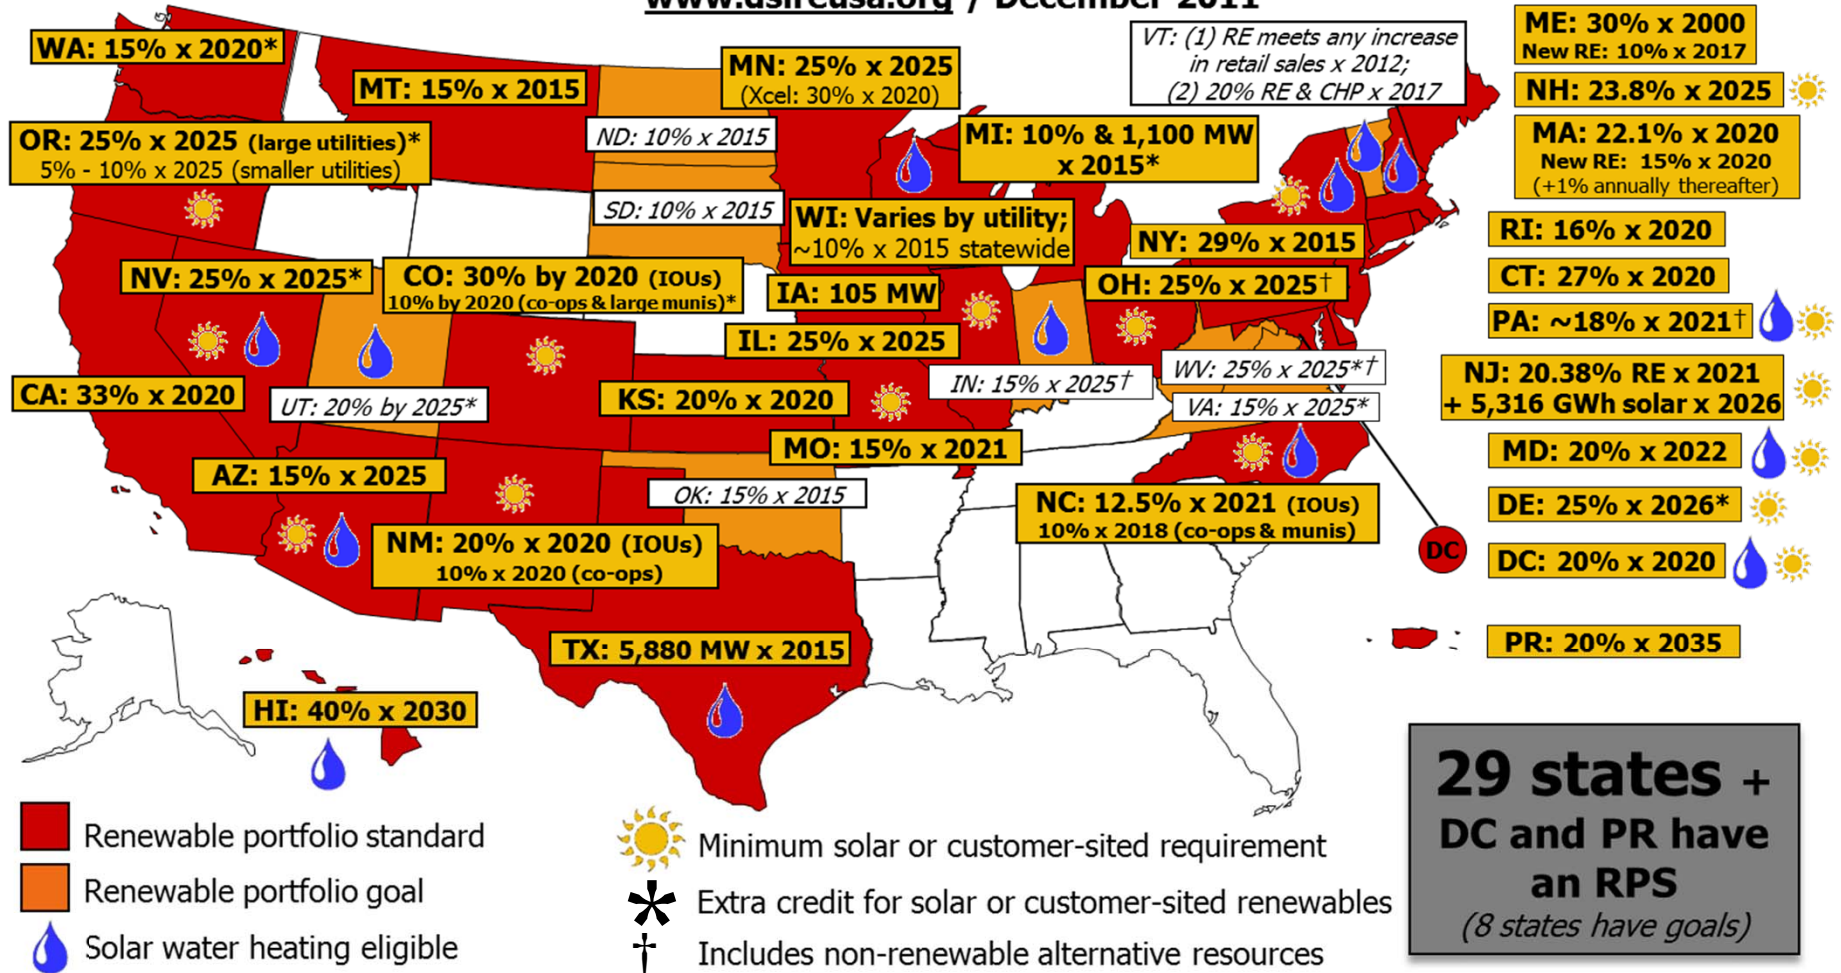 www.dsireusa.org / December 2011
WA: 15% x 2020*
MT: 15% x 2015
MN: 25% x 2025
(Xcel: 30% x 2020)
VT: (1) RE meets any increase
in retail sales x 2012;
(2) 20% RE & CHP x 2017
ME: 30% x 2000
New RE: 10% x 2017
NH: 23.8% x 2025
OR: 25% x 2025 (large utilities)*
5% - 10% x 2025 (smaller utilities)
ND: 10% x 2015
MI: 10% & 1,100 MW
x 2015*
MA: 22.1% x 2020
New RE: 15% x 2020
(+1% annually thereafter)
SD: 10% x 2015
WI: Varies by utility;
~10% x 2015 statewide
NY: 29% x 2015
RI: 16% x 2020
NV: 25% x 2025*
CO: 30% by 2020 (IOUs)
10% by 2020 (co-ops & large munis)*
IA: 105 MW
OH: 25% x 2025†
CT: 27% x 2020
IL: 25% x 2025
PA: ~18% x 2021†
CA: 33% x 2020
UT: 20% by 2025*
KS: 20% x 2020
IN: 15% x 2025†
WV: 25% x 2025*†
VA: 15% x 2025*
NJ: 20.38% RE x 2021
+ 5,316 GWh solar x 2026
MO: 15% x 2021
MD: 20% x 2022
AZ: 15% x 2025
OK: 15% x 2015
NC: 12.5% x 2021 (IOUs)
10% x 2018 (co-ops & munis)
DE: 25% x 2026*
NM: 20% x 2020 (IOUs)
10% x 2020 (co-ops)
DC
DC: 20% x 2020
TX: 5,880 MW x 2015
PR: 20% x 2035
HI: 40% x 2030
Renewable portfolio standard
Renewable portfolio goal
Solar water heating eligible
Minimum solar or customer-sited requirement
* Extra credit for solar or customer-sited renewables
† Includes non-renewable alternative resources
29 states +
DC and PR have
an RPS
(8 states have goals)